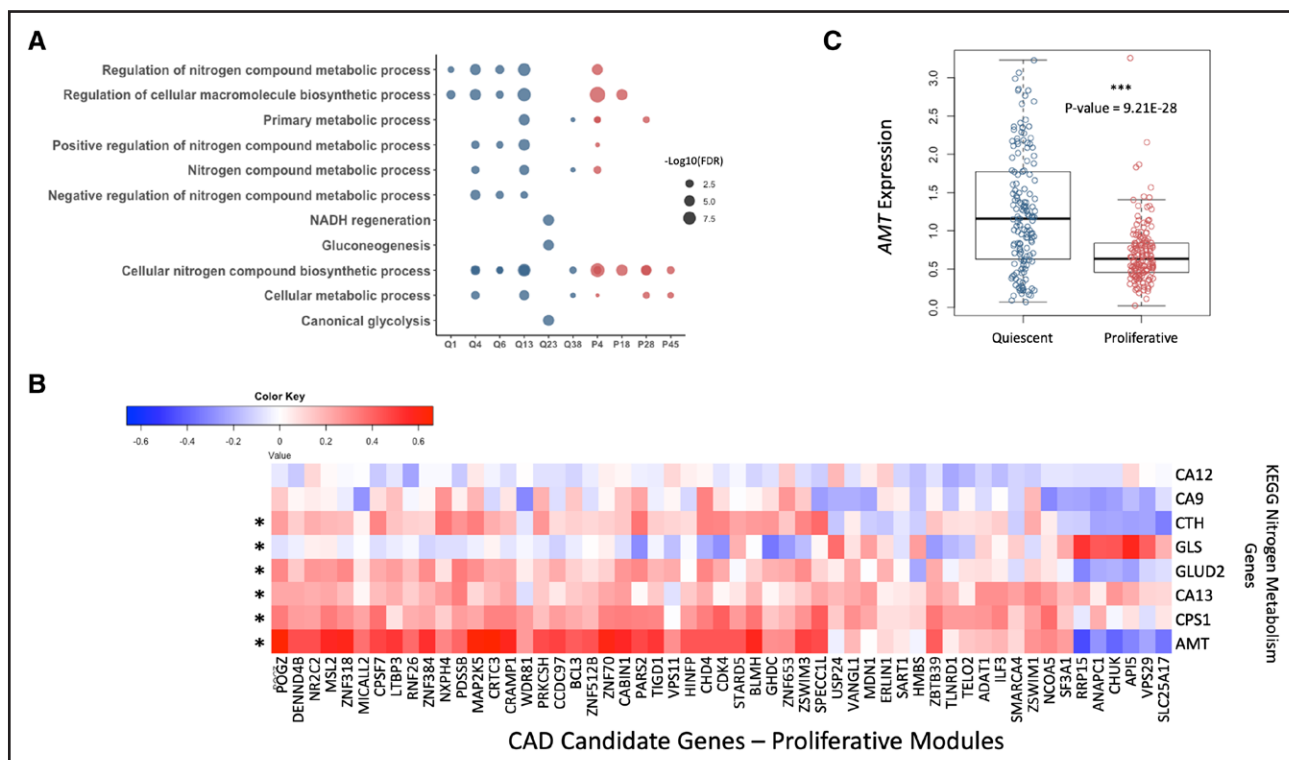 A
Regulation of nitrogen compound metabolic process
Regulation of cellular macromolecule biosynthetic process
Primary metabolic process
Positive regulation of nitrogen compound metabolic process
Nitrogen compound metabolic process
Negative regulation of nitrogen compound metabolic process
NADH regeneration
Gluconeogenesis
Cellular nitrogen compound biosynthetic process
Cellular metabolic process
Canonical glycolysis
Q1 Q4 Q6 Q13 Q23 Q38 P4 P18 P28 P45
-Log10(FDR)
2.5
5.0
7.5
C
AMT Expression
3.0
2.5
2.0
1.5
1.0
0.5
0.0
***
P-value = 9.21E-28
Quiescent Proliferative
B
Color Key
-0.6 -0.4 -0.2 0 0.2 0.4 0.6
Value
CA12
CA9
* CTH
* GLS
* GLUD2
* CA13
* CPS1
* AMT
KEGG Nitrogen Metabolism
Genes
POGZ
DENND4B
NR2C2
MSL2
ZNF318
MICALL2
CPSF7
LTBP3
RNF26
ZNF384
NXPH4
PDSSB
MAP2K5
CRTC3
CRAMP1
WDR81
PRKCSH
CCDC97
BCL3
ZNF512B
ZNF70
CABIN1
PARS2
TIGD1
VPS11
HINFP
CHD4
CDK4
STARD5
BLMH
GHDC
ZNF653
ZSWIM3
SPECC1L
USP24
VANGL1
MDN1
ERLIN1
SART1
HMBS
ZBTB39
TLNRD1
TELO2
ADAT1
ILF3
SMARCA4
ZSWIM1
NCOA5
SF3A1
RRP15
ANAPC1
CHUK
API5
VPS29
SLC25A17
CAD Candidate Genes – Proliferative Modules